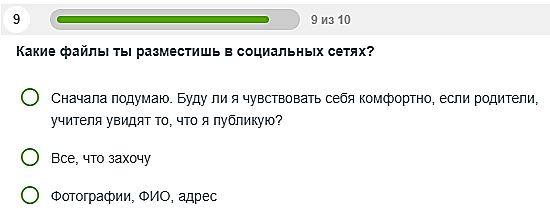 9
9 из 10
Какие файлы ты разместишь в социальных сетях?
Сначала подумаю. Буду ли я чувствовать себя комфортно, если родители,
учителя увидят то, что я публикую?
Все, что захочу
Фотографии, ФИО, адрес